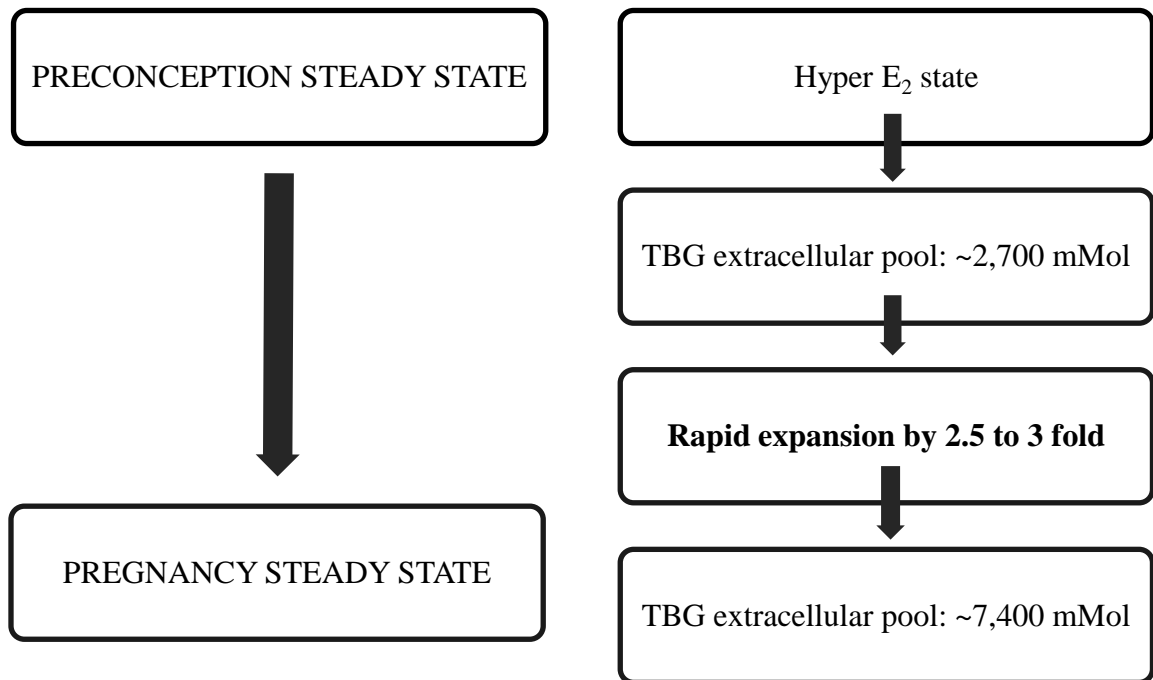 PRECONCEPTION STEADY STATE
PREGNANCY STEADY STATE
Hyper E₂ state
TBG extracellular pool: ~2,700 mMol
Rapid expansion by 2.5 to 3 fold
TBG extracellular pool: ~7,400 mMol